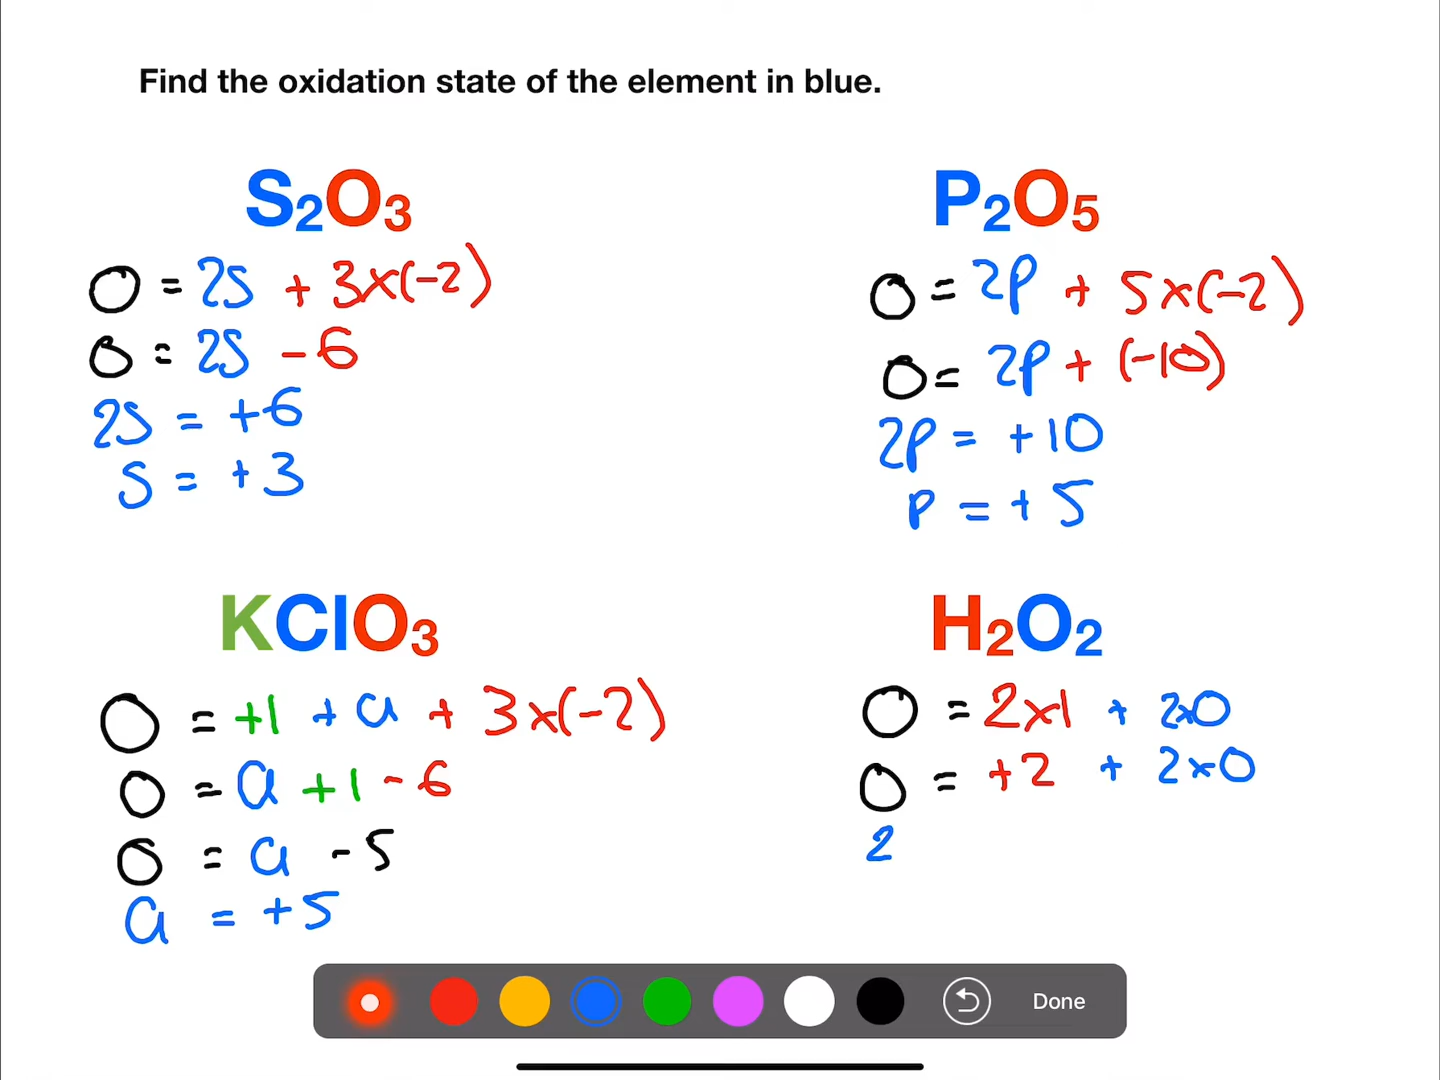 Find the oxidation state of the element in blue.
S2O3
0 = 2S + 3x(-2)
0 = 2S - 6
2S = +6
S = +3
P2O5
0 = 2P + 5x(-2)
0 = 2P + (-10)
2P = +10
P = +5
KClO3
0 = +1 + Cl + 3x(-2)
0 = Cl +1 - 6
0 = Cl - 5
Cl = +5
H2O2
0 = 2x1 + 2xO
0 = +2 + 2xO
2
Done